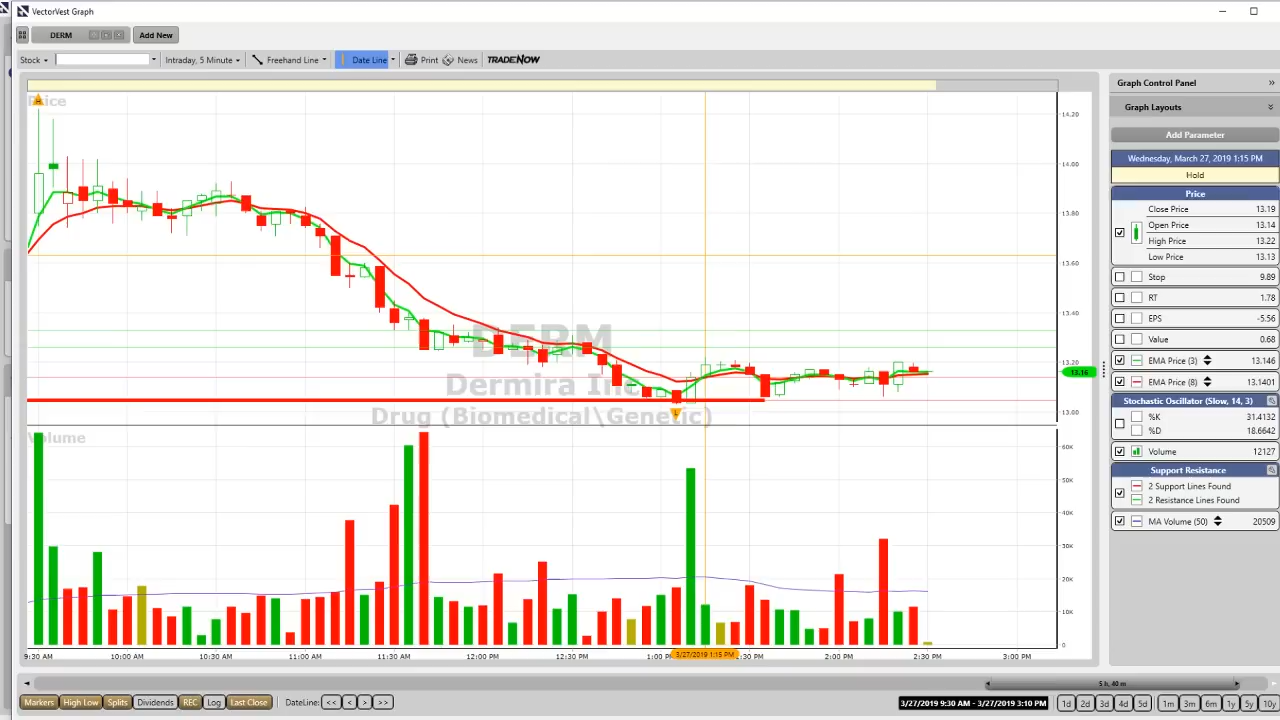 VectorVest Graph
DERM
Add New
Stock
Intraday, 5 Minute
Freehand Line
Date Line
Print
News
TRADENOW
Price
14.20
14.00
13.80
13.60
13.40
13.20
13.16
13.00
DERM
Dermira Inc
Drug (Biomedical\Genetic)
H
L
Volume
60K
50K
40K
30K
20K
10K
0
9:30 AM
10:00 AM
10:30 AM
11:00 AM
11:30 AM
12:00 PM
12:30 PM
1:00 P
3/27/2019 1:15 PM
2:30 PM
2:00 PM
2:30 PM
3:00 PM
5 h, 40 m
Markers
High Low
Splits
Dividends
REC
Log
Last Close
DateLine:
<<
<
>
>>
3/27/2019 9:30 AM - 3/27/2019 3:10 PM
1d
2d
3d
4d
5d
1m
3m
6m
1y
5y
10y
Graph Control Panel
Graph Layouts
Add Parameter
Wednesday, March 27, 2019 1:15 PM
Hold
Price
Close Price 13.19
Open Price 13.14
High Price 13.22
Low Price 13.13
Stop 9.89
RT 1.78
EPS -5.56
Value 0.68
EMA Price (3) 13.146
EMA Price (8) 13.1401
Stochastic Oscillator (Slow, 14, 3)
%K 31.4132
%D 18.6642
Volume 12127
Support Resistance
2 Support Lines Found
2 Resistance Lines Found
MA Volume (50) 20509